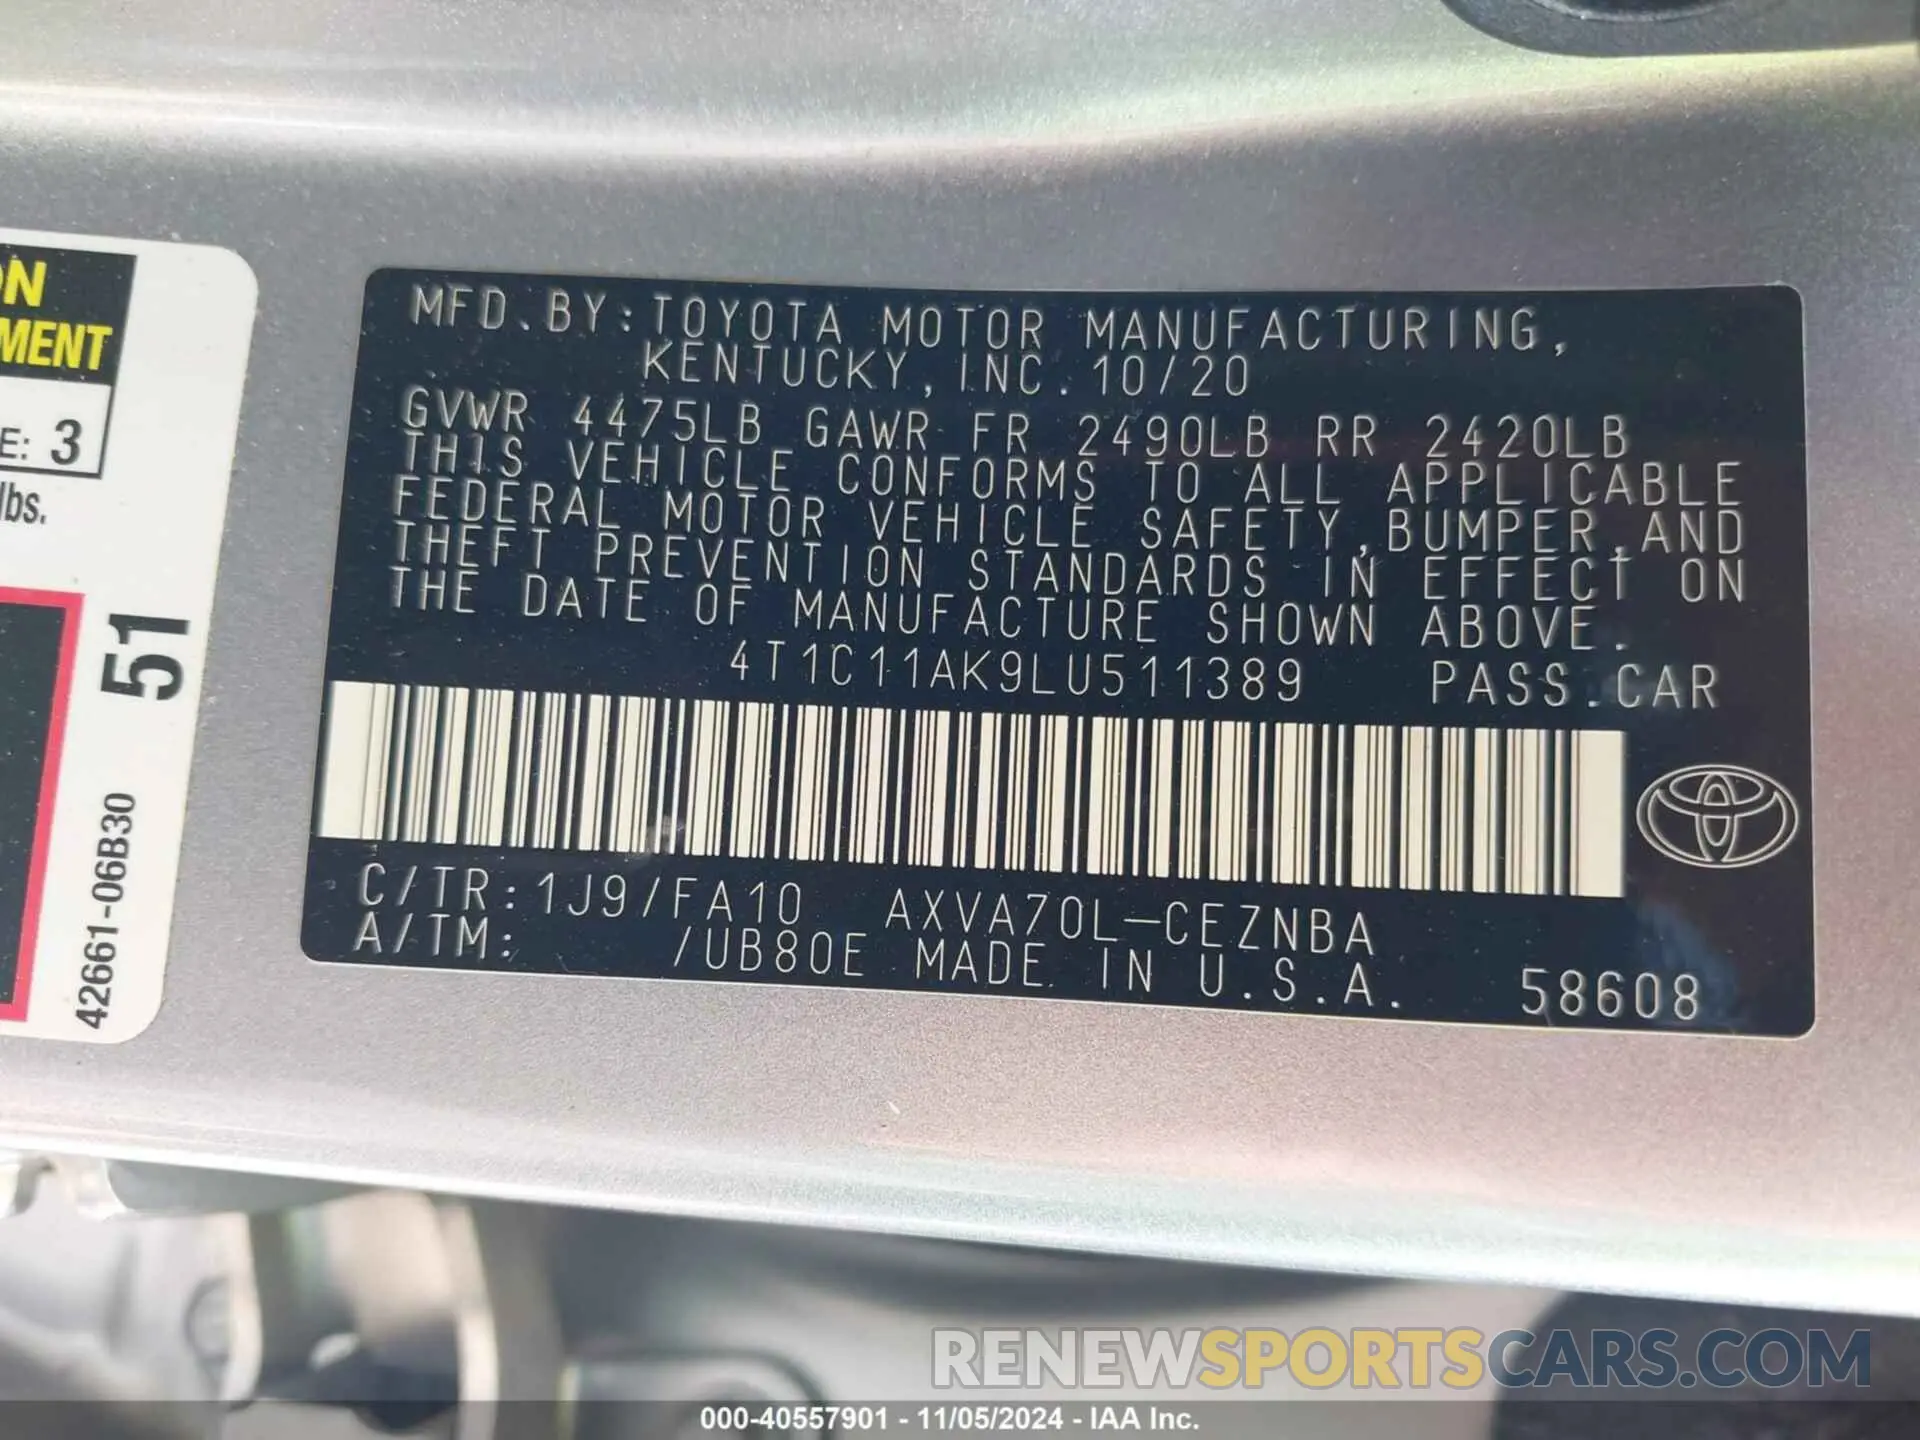 MFD.BY:TOYOTA MOTOR MANUFACTURING,
KENTUCKY,INC.10/20
GVWR 4475LB GAWR FR 2490LB RR 2420LB
THIS VEHICLE CONFORMS TO ALL APPLICABLE
FEDERAL MOTOR VEHICLE SAFETY,BUMPER,AND
THEFT PREVENTION STANDARDS IN EFFECT ON
THE DATE OF MANUFACTURE SHOWN ABOVE.
4T1C11AK9LU511389 PASS.CAR
C/TR:1J9/FA10 AXVA70L-CEZNBA
A/TM: /UB80E MADE IN U.S.A. 58608
ON
MENT
E: 3
lbs.
51
42661-06B30
RENEWSPORTSCARS.COM
000-40557901 - 11/05/2024 - IAA Inc.